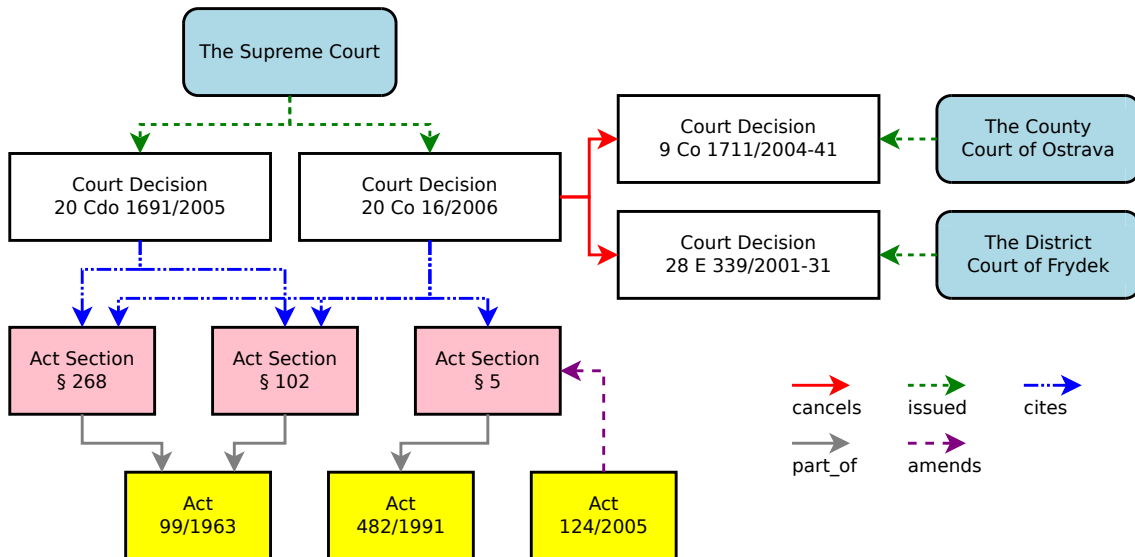 The Supreme Court
Court Decision
9 Co 1711/2004-41
The County
Court of Ostrava
Court Decision
20 Cdo 1691/2005
Court Decision
20 Co 16/2006
Court Decision
28 E 339/2001-31
The District
Court of Frydek
Act Section
§ 268
Act Section
§ 102
Act Section
§ 5
cancels
issued
cites
part_of
amends
Act
99/1963
Act
482/1991
Act
124/2005